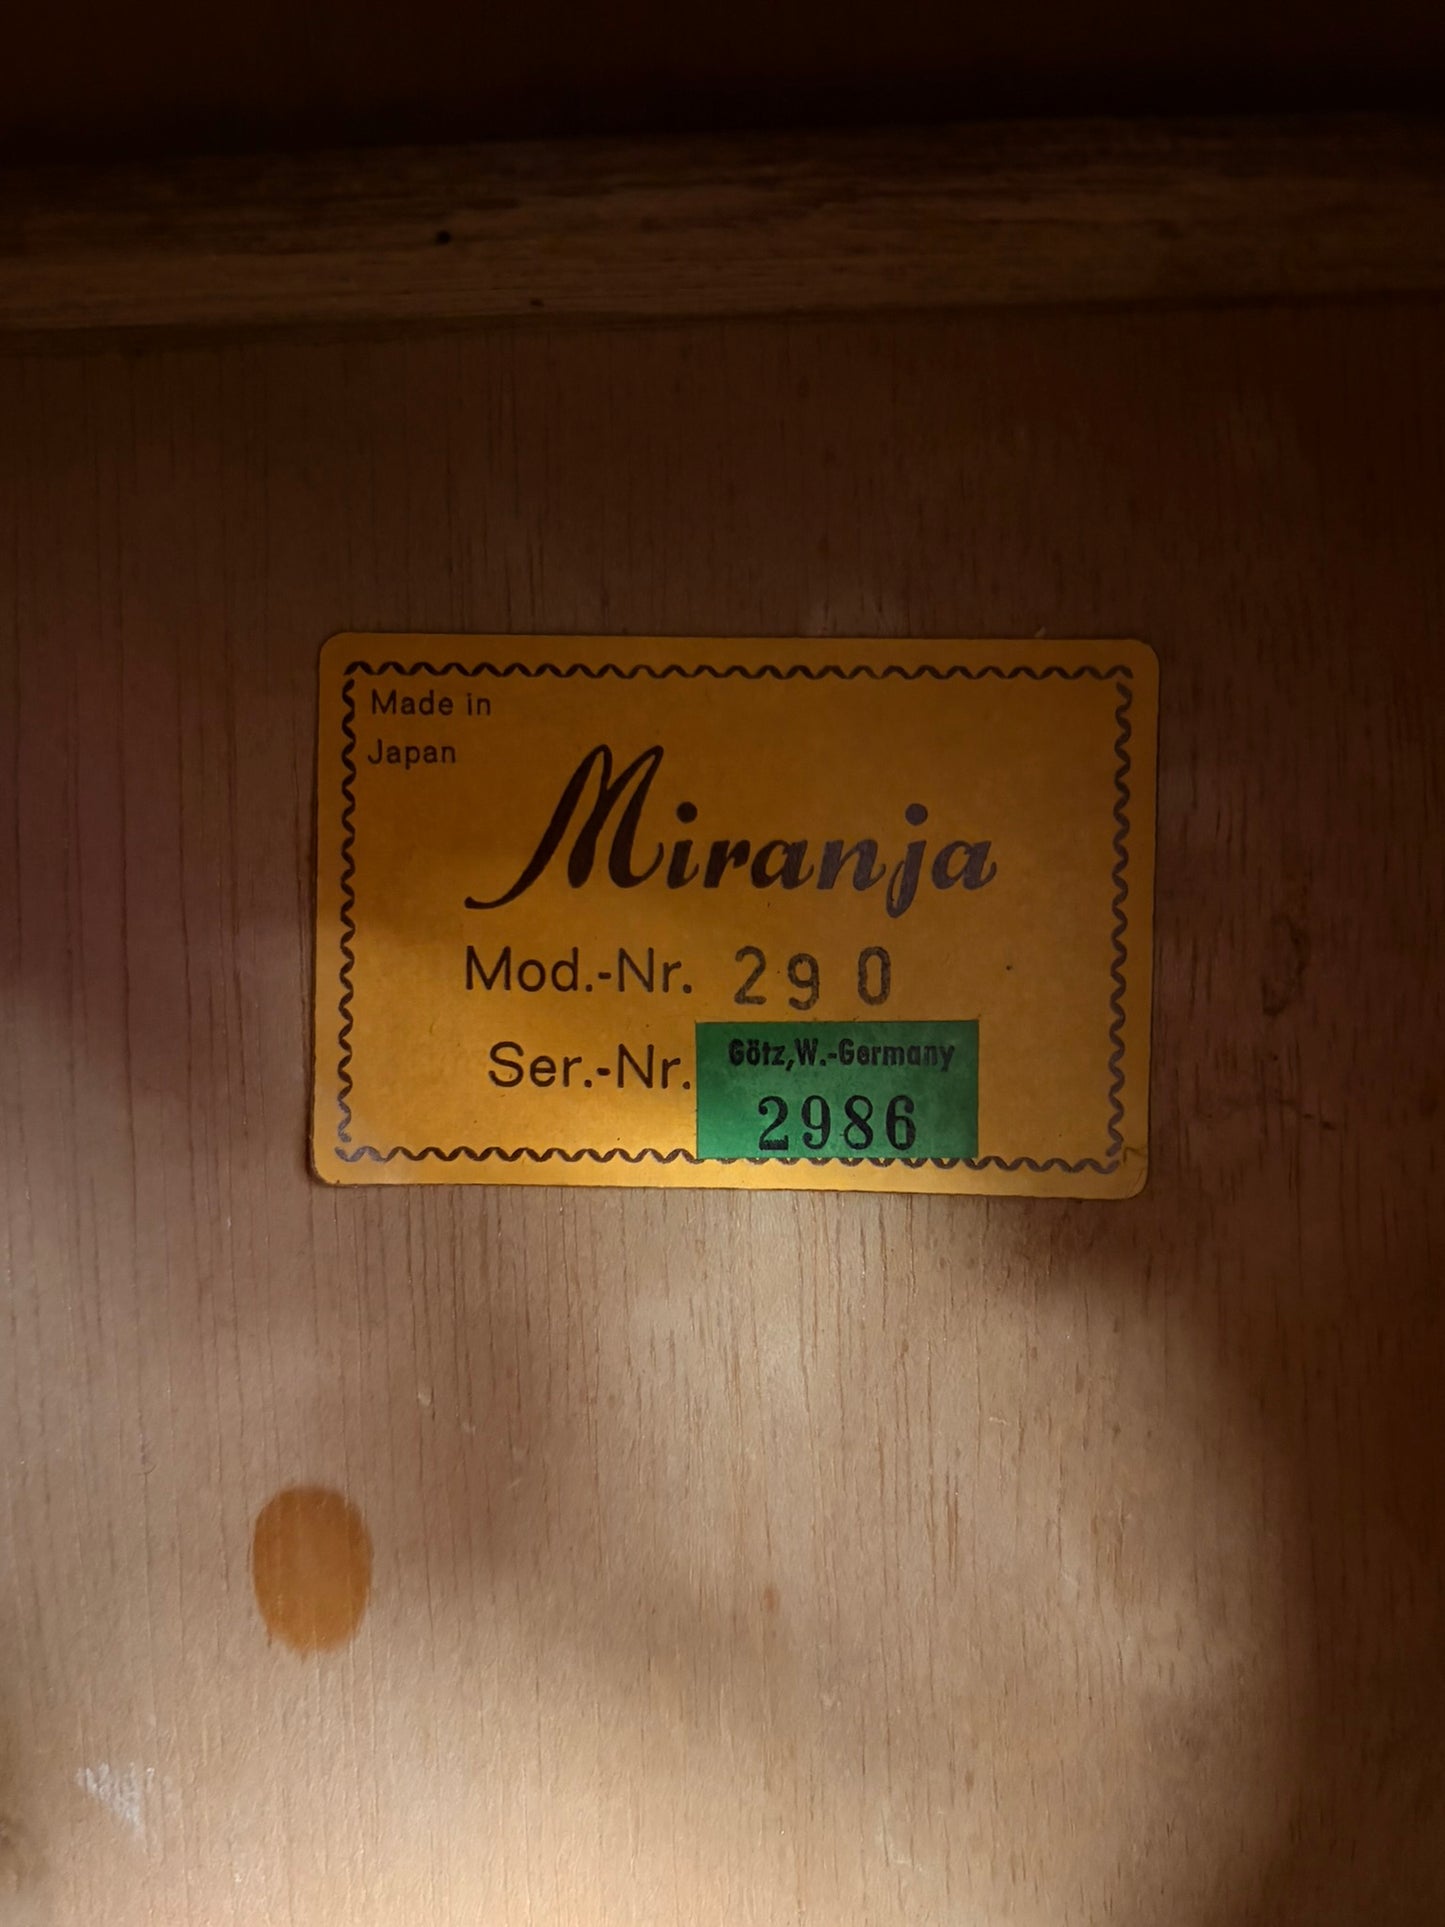 Made in
Japan
Miranja
Mod.-Nr. 290
Ser.-Nr.
Götz,W.-Germany
2986